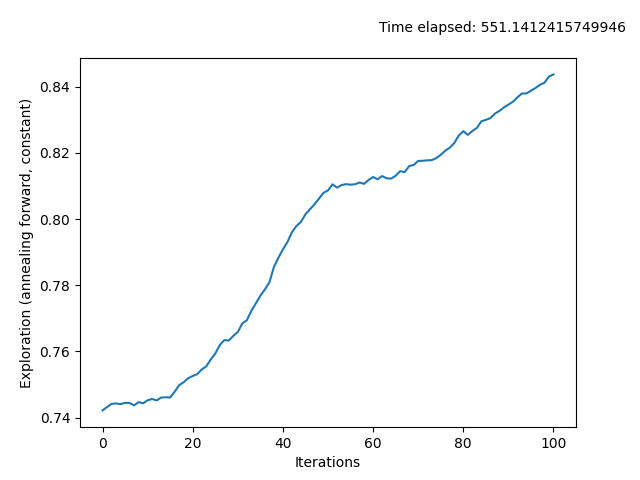 Time elapsed: 551.1412415749946
0.84
0.82
0.80
0.78
0.76
0.74
Exploration (annealing forward, constant)
0 20 40 60 80 100
Iterations